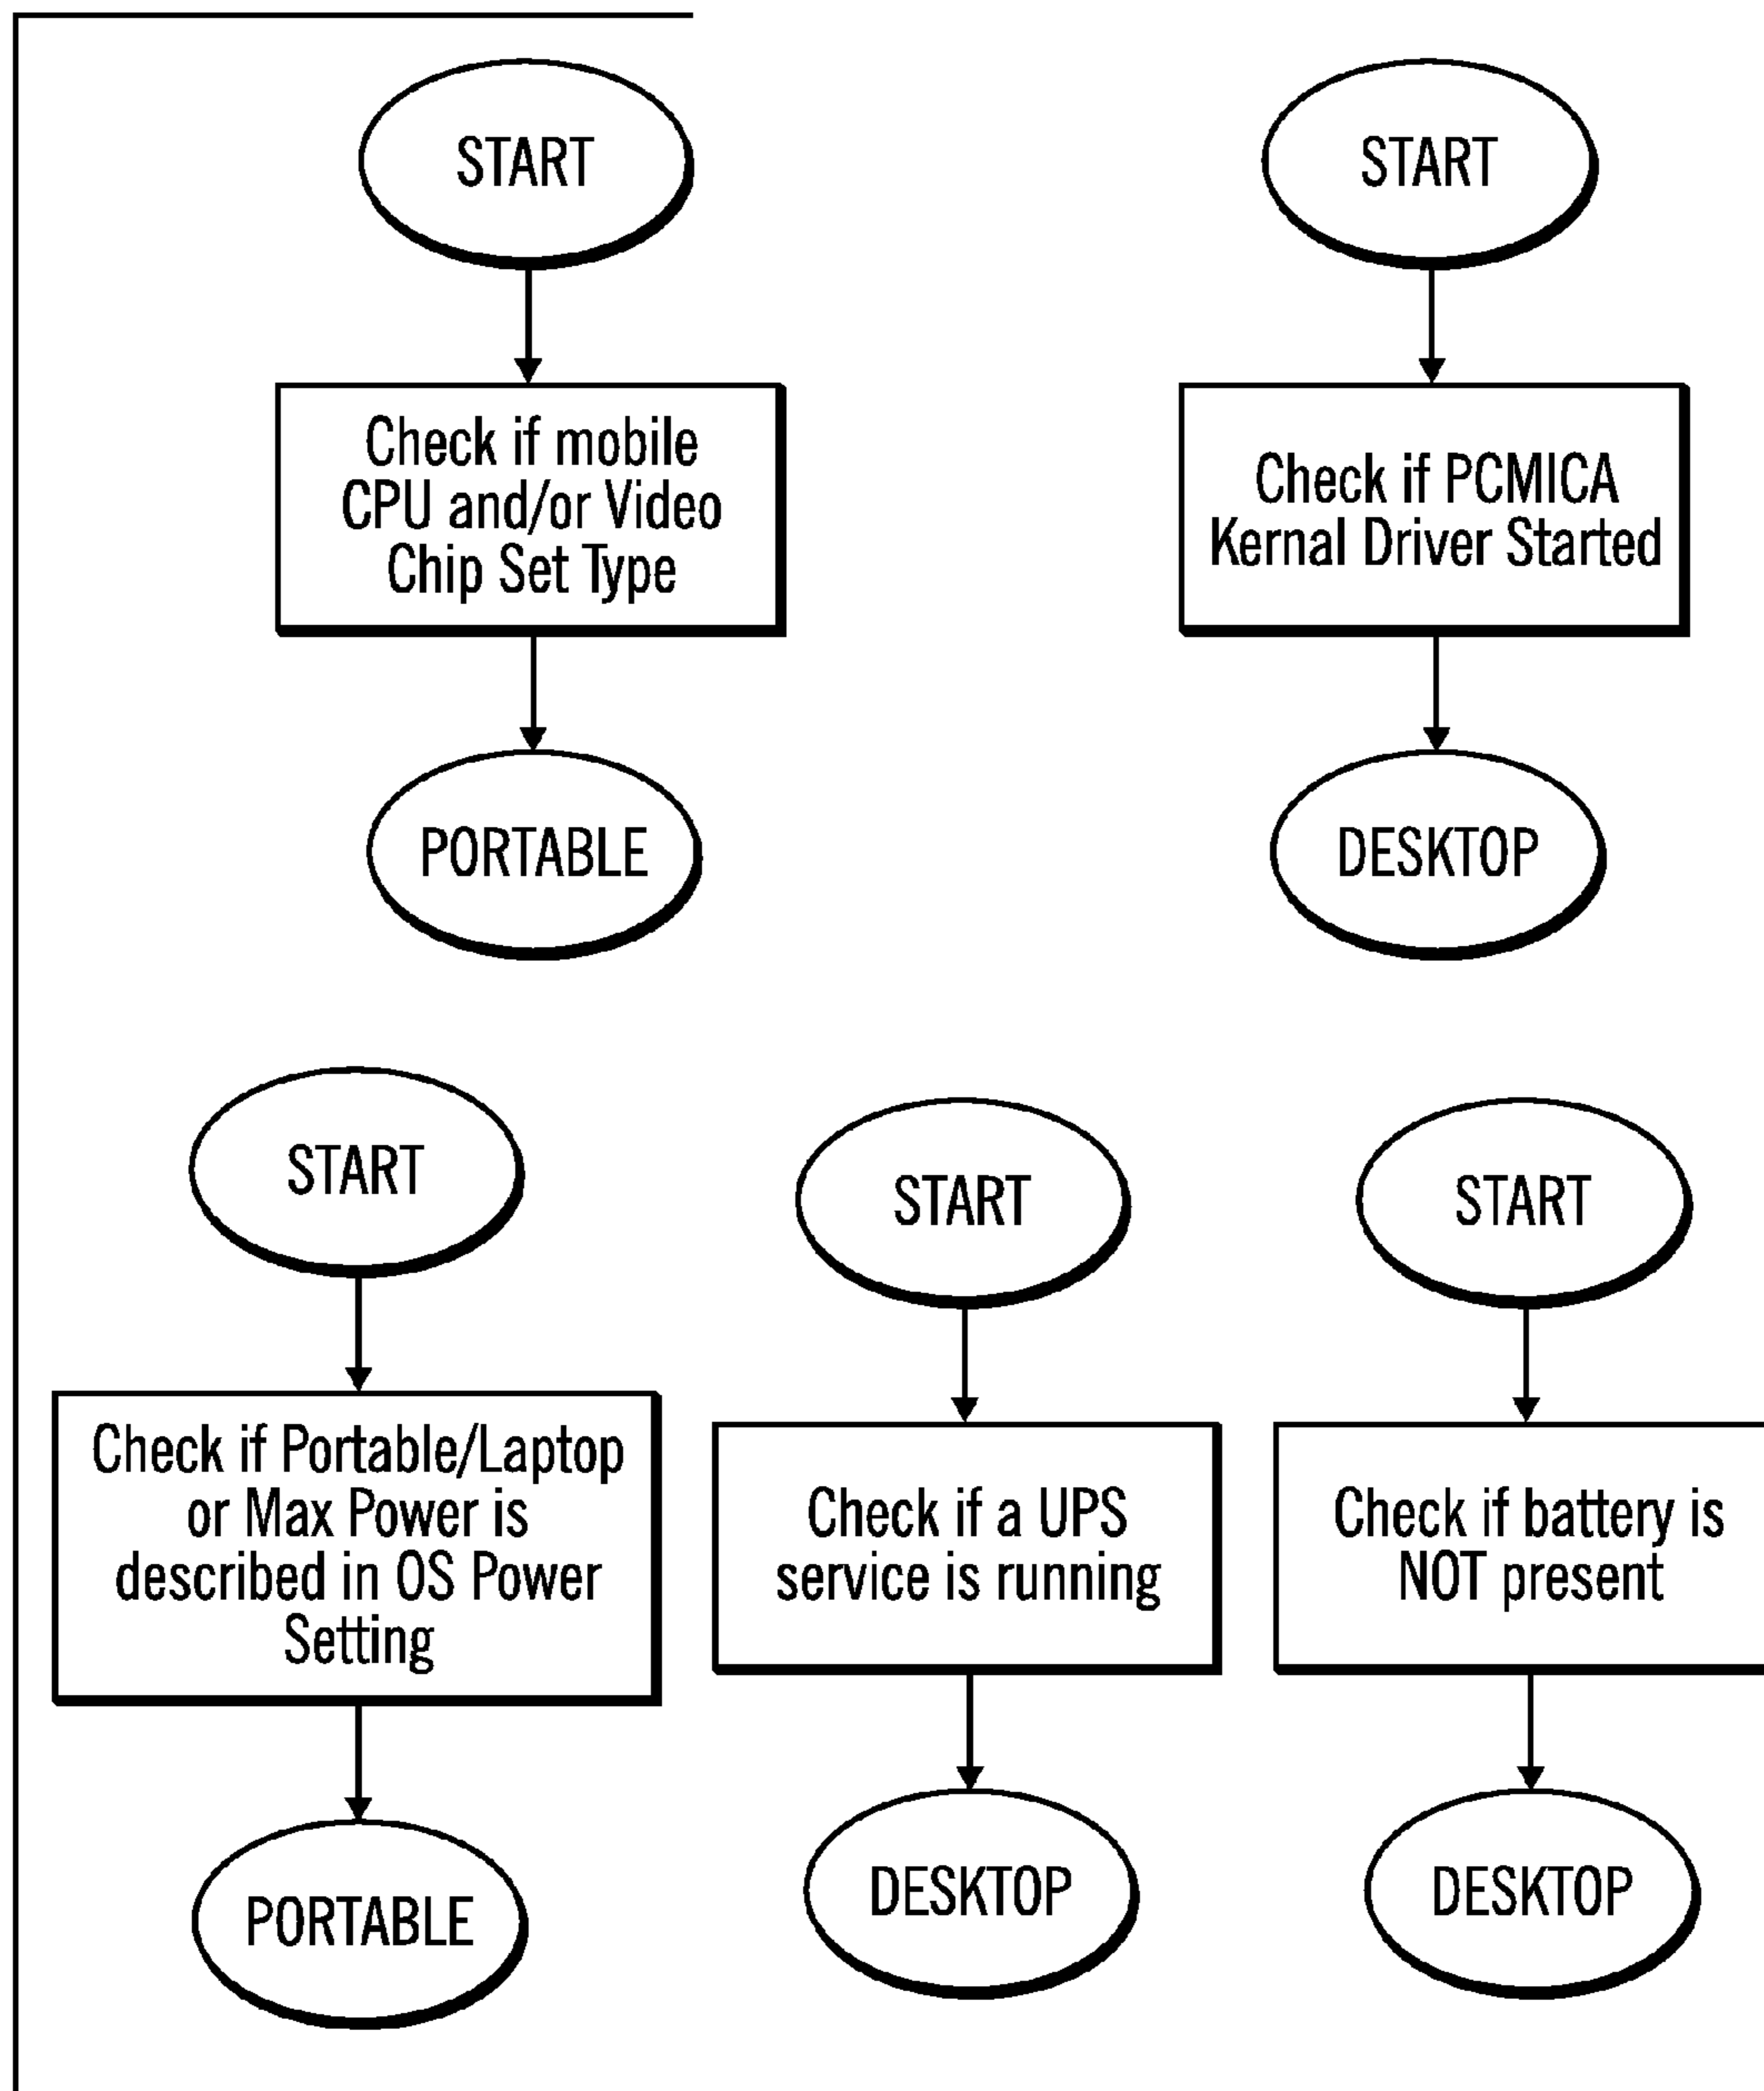 START
Check if mobile
CPU and/or Video
Chip Set Type
PORTABLE
START
Check if PCMICA
Kernal Driver Started
DESKTOP
START
Check if Portable/Laptop
or Max Power is
described in OS Power
Setting
PORTABLE
START
Check if a UPS
service is running
DESKTOP
START
Check if battery is
NOT present
DESKTOP